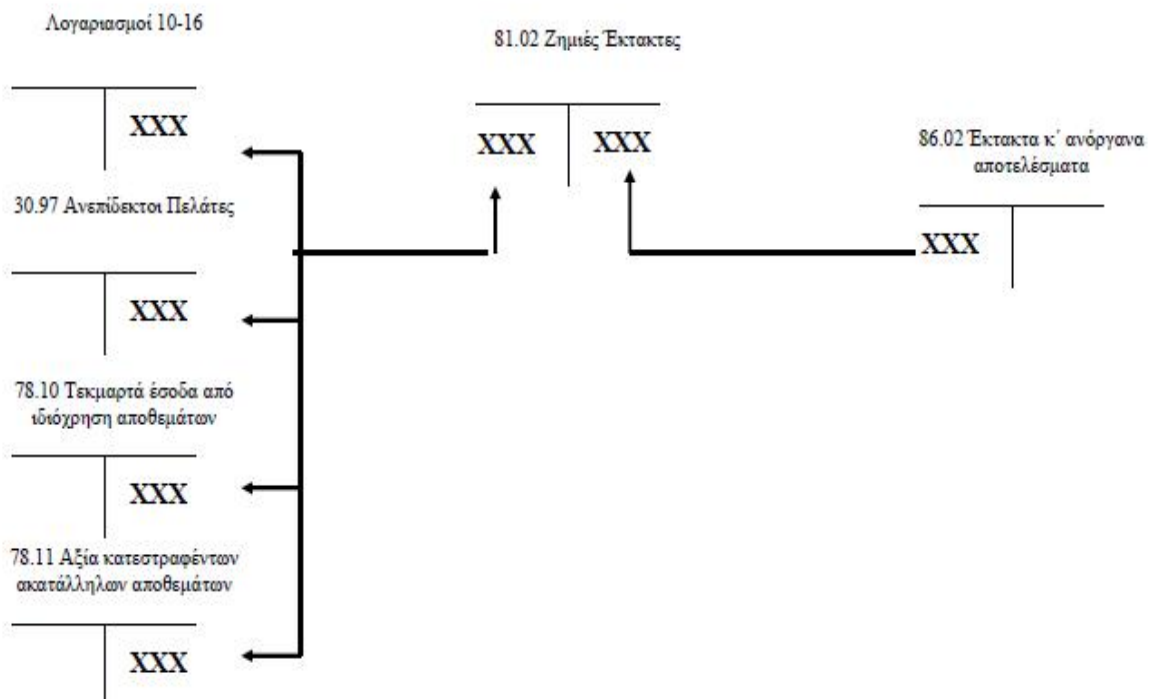 Λογαριασμοί 10-16
XXX
30.97 Ανεπίδεκτοι Πελάτες
XXX
78.10 Τεκμαρτά έσοδα από
ιδιόχρηση αποθεμάτων
XXX
78.11 Αξία κατεστραφέντων
ακατάλληλων αποθεμάτων
XXX
81.02 Ζημιές Έκτακτες
XXX XXX
86.02 Έκτακτα κ΄ ανόργανα
αποτελέσματα
XXX